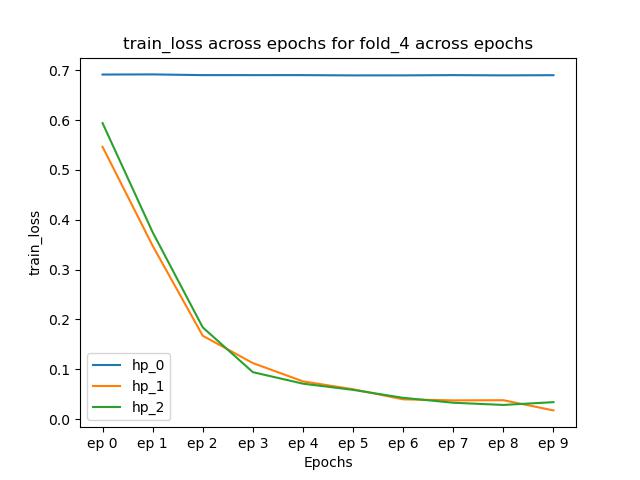 train_loss across epochs for fold_4 across epochs
train_loss
0.7
0.6
0.5
0.4
0.3
0.2
0.1
0.0
hp_0
hp_1
hp_2
ep 0 ep 1 ep 2 ep 3 ep 4 ep 5 ep 6 ep 7 ep 8 ep 9
Epochs